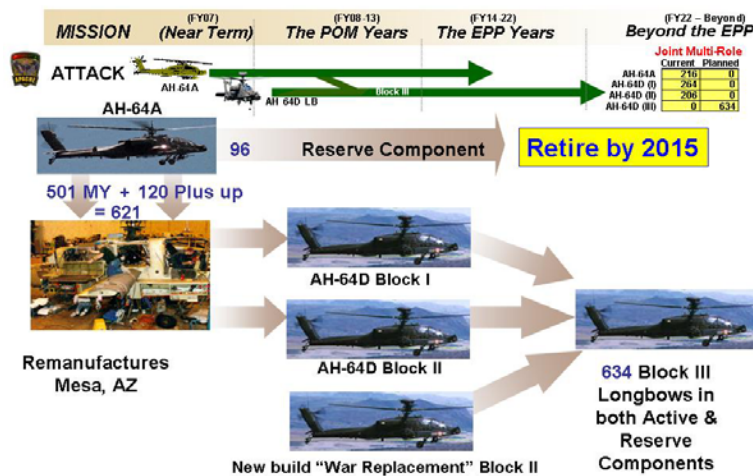 (FY07) (FY08-13) (FY14-22) (FY22 – Beyond)
MISSION (Near Term) The POM Years The EPP Years Beyond the EPP
Joint Multi-Role
Current Planned
AH-64A 216 0
AH-64D (I) 264 0
AH-64D (II) 206 0
AH-64D (III) 0 634
ATTACK
AH-64A
Block III
AH-64D LB
AH-64A
96 Reserve Component Retire by 2015
501 MY + 120 Plus up
= 621
AH-64D Block I
Remanufactures
Mesa, AZ
AH-64D Block II
634 Block III
Longbows in
both Active &
Reserve
Components
New build “War Replacement” Block II